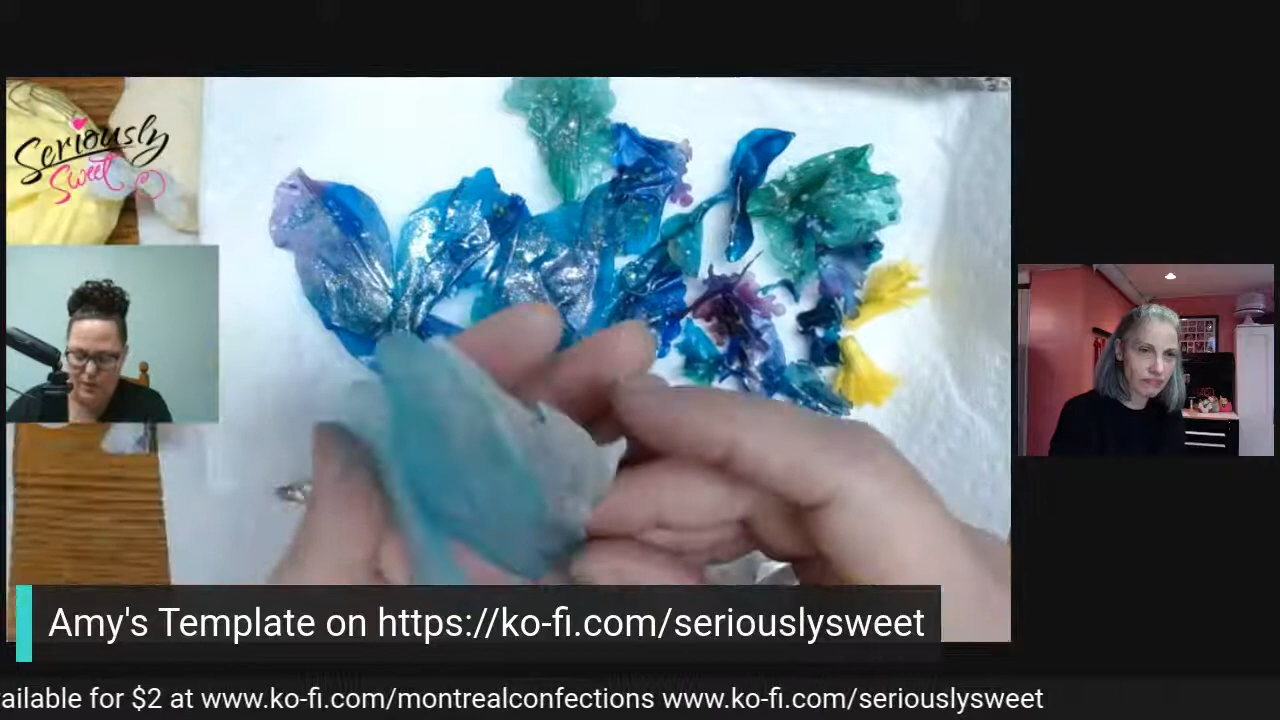 Seriously
Sweet
Amy's Template on https://ko-fi.com/seriouslysweet
ailable for $2 at www.ko-fi.com/montrealconfections www.ko-fi.com/seriouslysweet